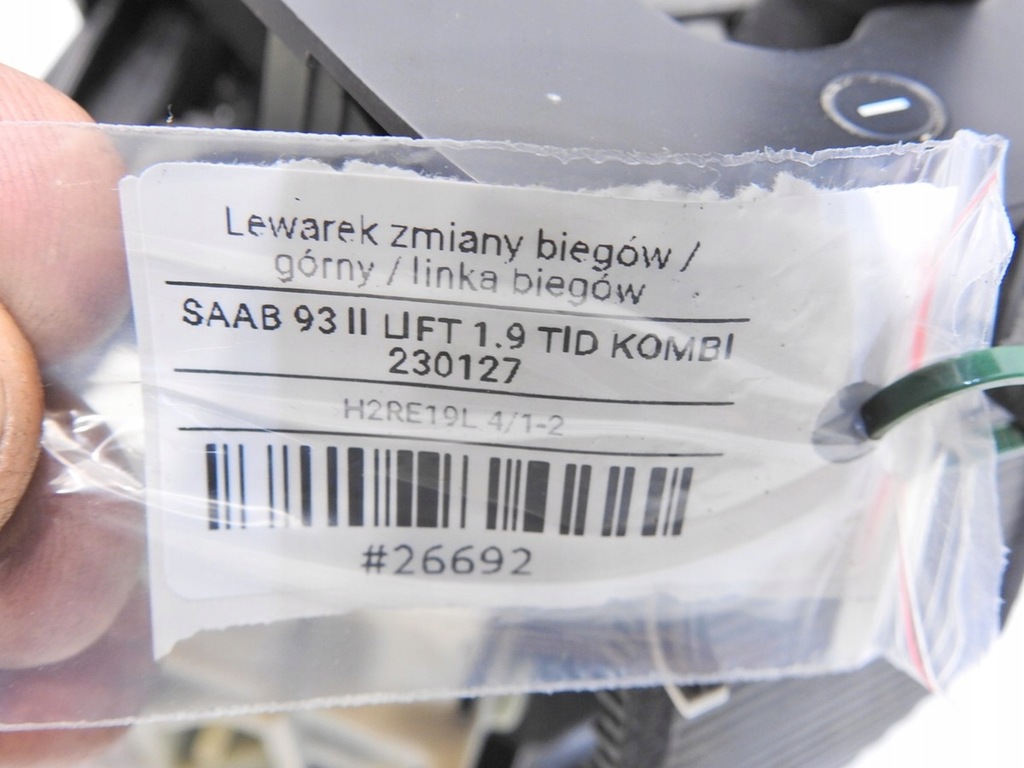 Lewarek zmiany biegów /
górny / linka biegów
SAAB 93 II LIFT 1.9 TID KOMBI
230127
H2RE19L 4/1-2
#26692